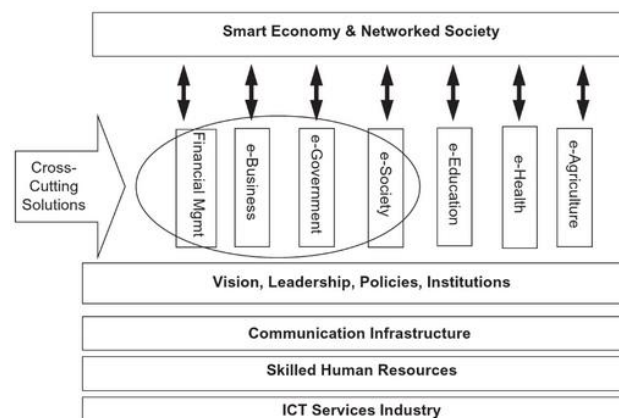 Smart Economy & Networked Society
Cross-
Cutting
Solutions
Financial Mgmt
e-Business
e-Government
e-Society
e-Education
e-Health
e-Agriculture
Vision, Leadership, Policies, Institutions
Communication Infrastructure
Skilled Human Resources
ICT Services Industry